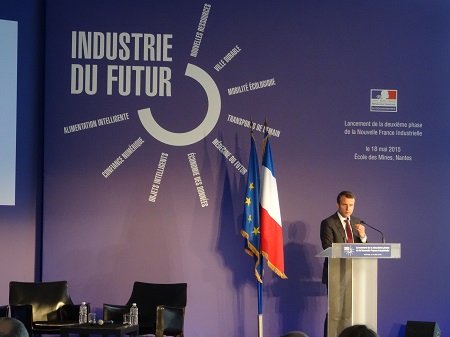 INDUSTRIE
DU FUTUR
NOUVELLES RESSOURCES
VILLE DURABLE
MOBILITÉ ÉCOLOGIQUE
TRANSPORTS DE DEMAIN
MÉDECINE DU FUTUR
ÉCONOMIE DES DONNÉES
OBJETS INTELLIGENTS
CONFIANCE NUMÉRIQUE
ALIMENTATION INTELLIGENTE
Lancement de la deuxième phase
de la Nouvelle France Industrielle
le 18 mai 2015
École des Mines, Nantes